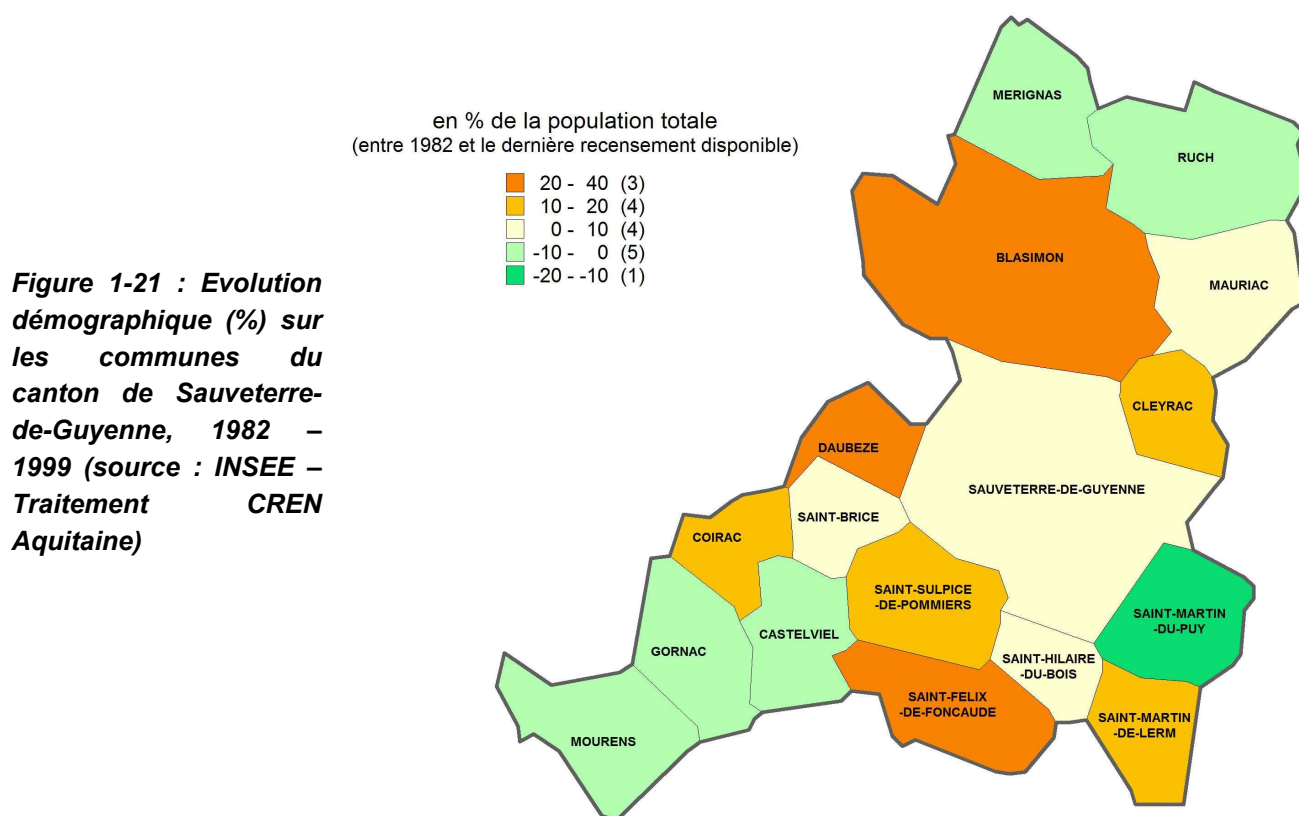 en % de la population totale
(entre 1982 et le dernière recensement disponible)
20 - 40 (3)
10 - 20 (4)
0 - 10 (4)
-10 - 0 (5)
-20 - -10 (1)
Figure 1-21 : Evolution
démographique (%) sur
les communes du
canton de Sauveterre-
de-Guyenne, 1982 –
1999 (source : INSEE –
Traitement CREN
Aquitaine)
MERIGNAS
RUCH
BLASIMON
MAURIAC
CLEYRAC
DAUBEZE
SAUVETERRE-DE-GUYENNE
SAINT-BRICE
COIRAC
SAINT-SULPICE
-DE-POMMIERS
SAINT-MARTIN
-DU-PUY
CASTELVIEL
GORNAC
SAINT-HILAIRE
-DU-BOIS
SAINT-FELIX
-DE-FONCAUDE
SAINT-MARTIN
-DE-LERM
MOURENS